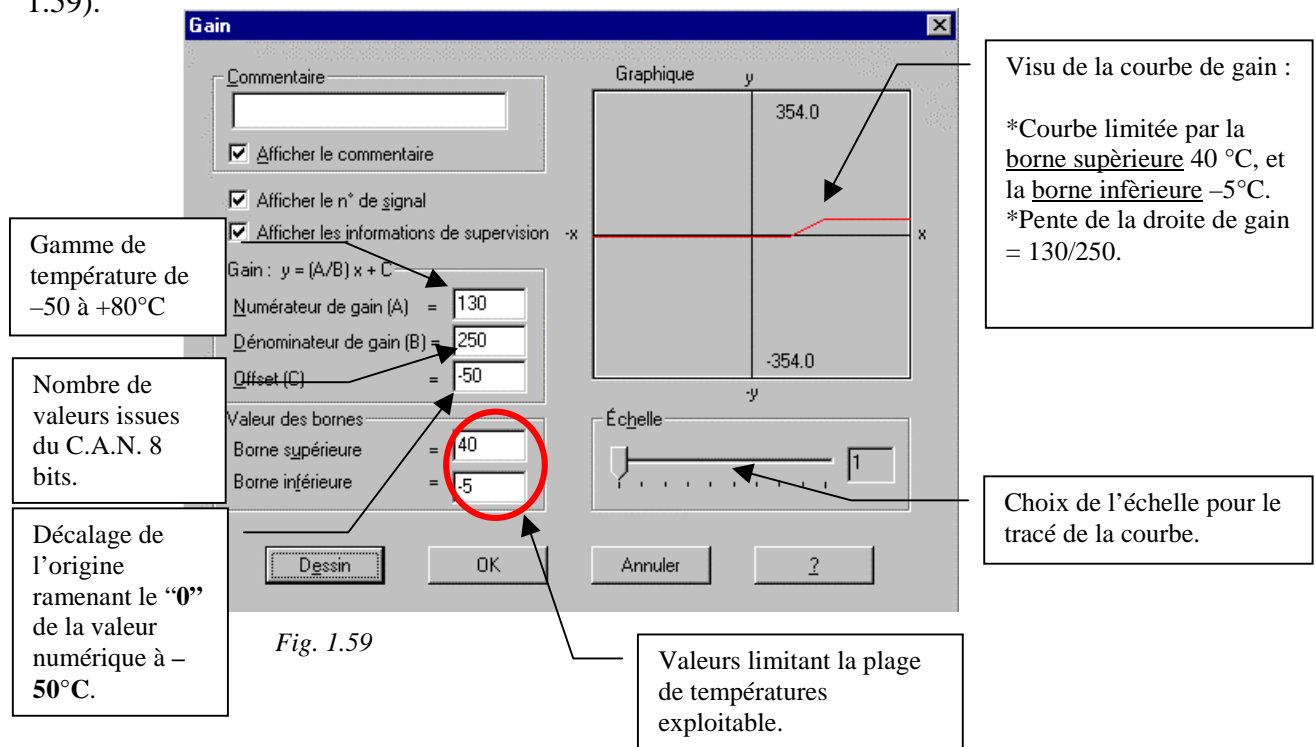 1.59).
Gain
Commentaire
Afficher le commentaire
Afficher le n° de signal
Afficher les informations de supervision
Gain : y = (A/B) x + C
Numérateur de gain (A) = 130
Dénominateur de gain (B) = 250
Offset (C) = -50
Valeur des bornes
Borne supérieure = 40
Borne inférieure = -5
Dessin
OK
Annuler
?
Graphique
y
354.0
-x
x
-354.0
-y
Échelle
1
Gamme de
température de
–50 à +80°C
Nombre de
valeurs issues
du C.A.N. 8
bits.
Décalage de
l’origine
ramenant le “0”
de la valeur
numérique à –
50°C.
Visu de la courbe de gain :
*Courbe limitée par la
borne supèrieure 40 °C, et
la borne infèrieure –5°C.
*Pente de la droite de gain
= 130/250.
Choix de l’échelle pour le
tracé de la courbe.
Valeurs limitant la plage
de températures
exploitable.
Fig. 1.59